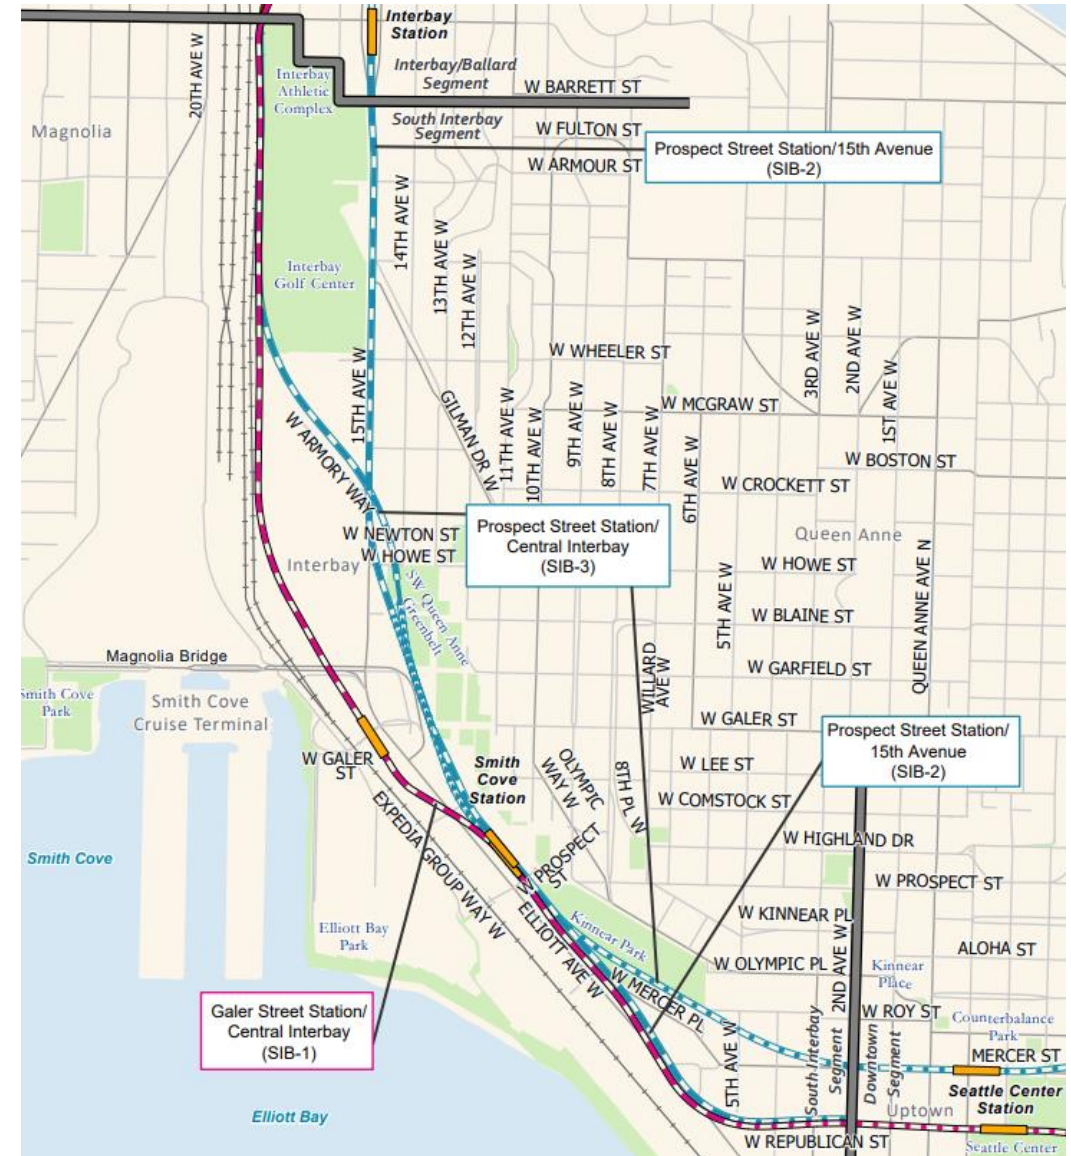 Interbay
Station
20TH AVE W
Interbay
Athletic
Complex
Interbay/Ballard
Segment
W BARRETT ST
Magnolia
South Interbay
Segment
W FULTON ST
W ARMOUR ST
Prospect Street Station/15th Avenue
(SIB-2)
14TH AVE W
13TH AVE W
12TH AVE W
Interbay
Golf Center
15TH AVE W
W WHEELER ST
3RD AVE W
2ND AVE W
1ST AVE W
GILMAN DR W
11TH AVE W
10TH AVE W
9TH AVE W
8TH AVE W
7TH AVE W
W MCGRAW ST
6TH AVE W
W BOSTON ST
W ARMORY WAY
W CROCKETT ST
Prospect Street Station/
Central Interbay
(SIB-3)
W NEWTON ST
W HOWE ST
Queen Anne
Interbay
SW Queen Anne
Greenbelt
W HOWE ST
5TH AVE W
QUEEN ANNE AVE N
W BLAINE ST
Magnolia Bridge
WILLARD
AVE W
W GARFIELD ST
Smith Cove
Park
Smith Cove
Cruise Terminal
W GALER ST
W GALER
ST
Smith
Cove
Station
OLYMPIC
WAY W
8TH PL W
W LEE ST
Prospect Street Station/
15th Avenue
(SIB-2)
W COMSTOCK ST
EXPEDIA GROUP WAY W
W PROSPECT
ST
W HIGHLAND DR
Smith Cove
W PROSPECT ST
ELLIOTT AVE W
Kinnear Park
W KINNEAR PL
Elliott Bay
Park
ALOHA ST
W OLYMPIC PL
2ND AVE W
Kinnear
Place
W MERCER PL
Galer Street Station/
Central Interbay
(SIB-1)
W ROY ST
Counterbalance
Park
5TH AVE W
South Interbay
Segment
Downtown
Segment
MERCER ST
Seattle Center
Station
Elliott Bay
Uptown
W REPUBLICAN ST
Seattle Center